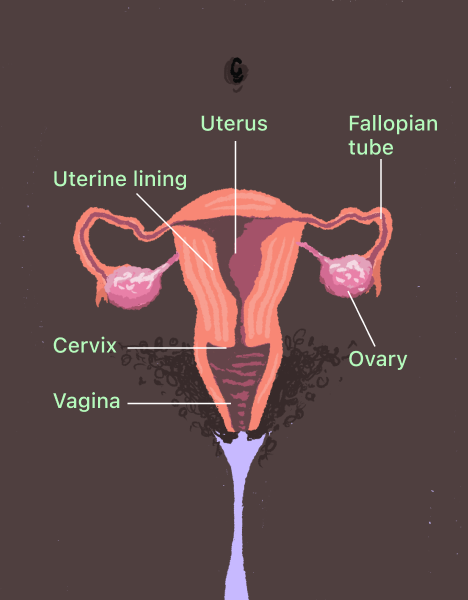 Uterus
Fallopian
tube
Uterine lining
Cervix
Ovary
Vagina